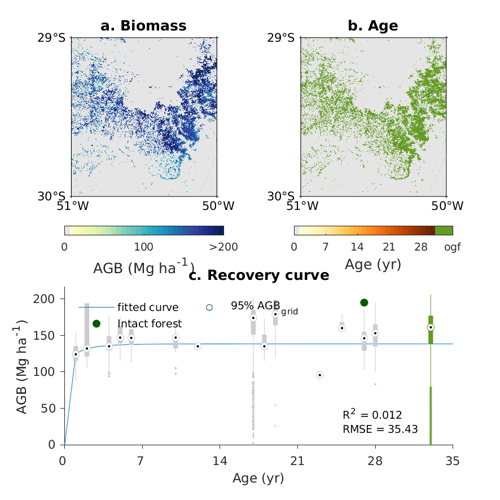 a. Biomass
29°S
30°S
51°W
50°W
0
100
>200
AGB (Mg ha⁻¹)
b. Age
29°S
30°S
51°W
50°W
0
7
14
21
28
ogf
Age (yr)
c. Recovery curve
AGB (Mg ha⁻¹)
200
150
100
50
0
fitted curve
95% AGB_grid
Intact forest
R² = 0.012
RMSE = 35.43
0
7
14
21
28
35
Age (yr)